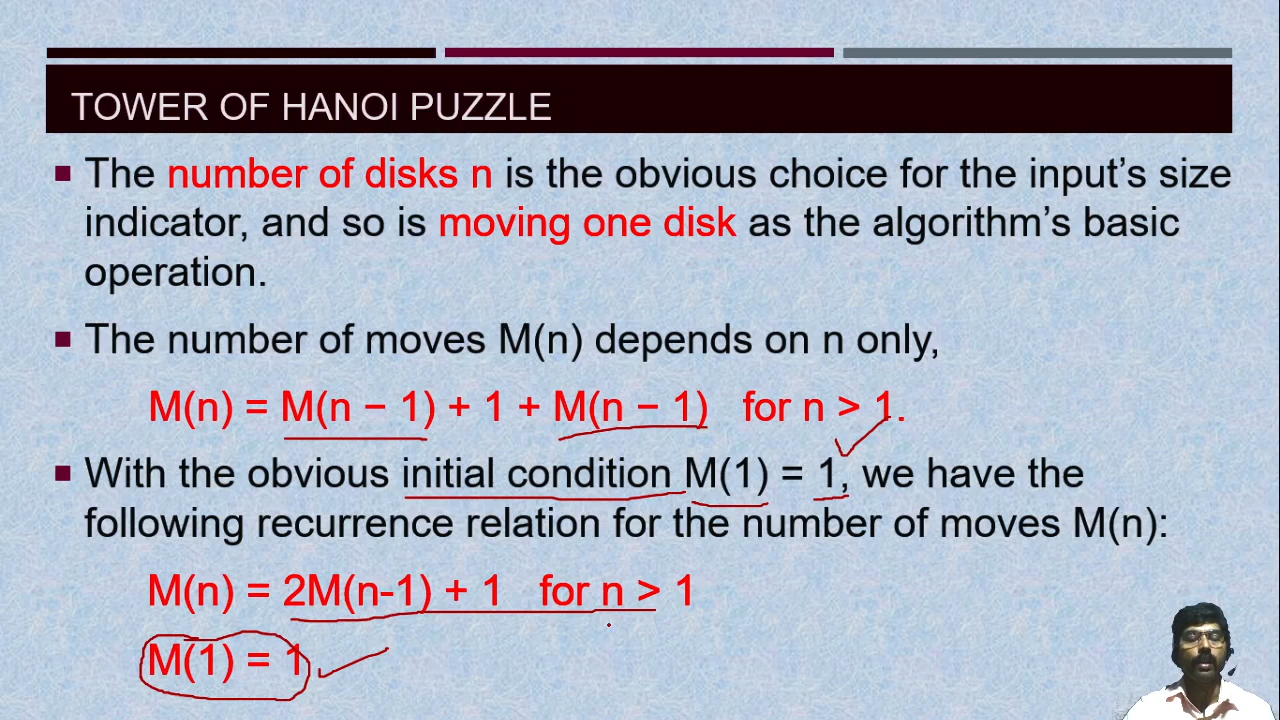 TOWER OF HANOI PUZZLE
The number of disks n is the obvious choice for the input’s size
indicator, and so is moving one disk as the algorithm’s basic
operation.
The number of moves M(n) depends on n only,
M(n) = M(n − 1) + 1 + M(n − 1) for n > 1.
With the obvious initial condition M(1) = 1, we have the
following recurrence relation for the number of moves M(n):
M(n) = 2M(n-1) + 1 for n > 1
M(1) = 1